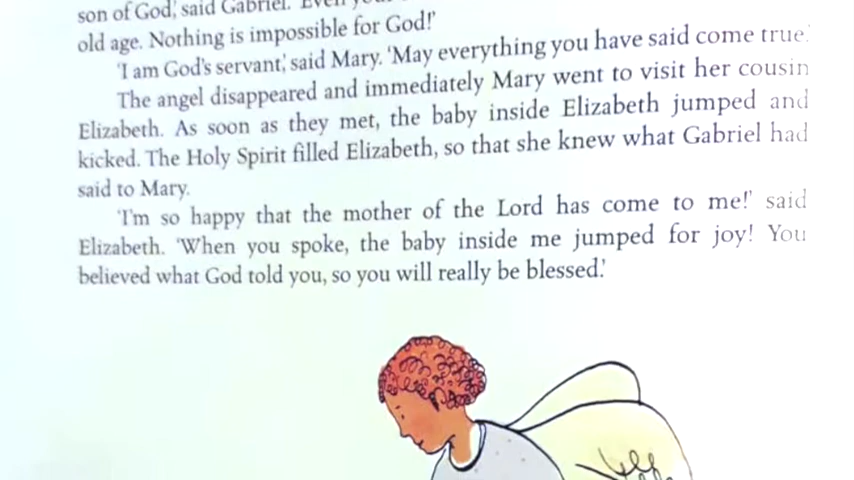 son of God,' said Gabriel. 'Even
old age. Nothing is impossible for God!'
'I am God's servant,' said Mary. 'May everything you have said come true.'
The angel disappeared and immediately Mary went to visit her cousin
Elizabeth. As soon as they met, the baby inside Elizabeth jumped and
kicked. The Holy Spirit filled Elizabeth, so that she knew what Gabriel had
said to Mary.
'I'm so happy that the mother of the Lord has come to me!' said
Elizabeth. 'When you spoke, the baby inside me jumped for joy! You
believed what God told you, so you will really be blessed.'